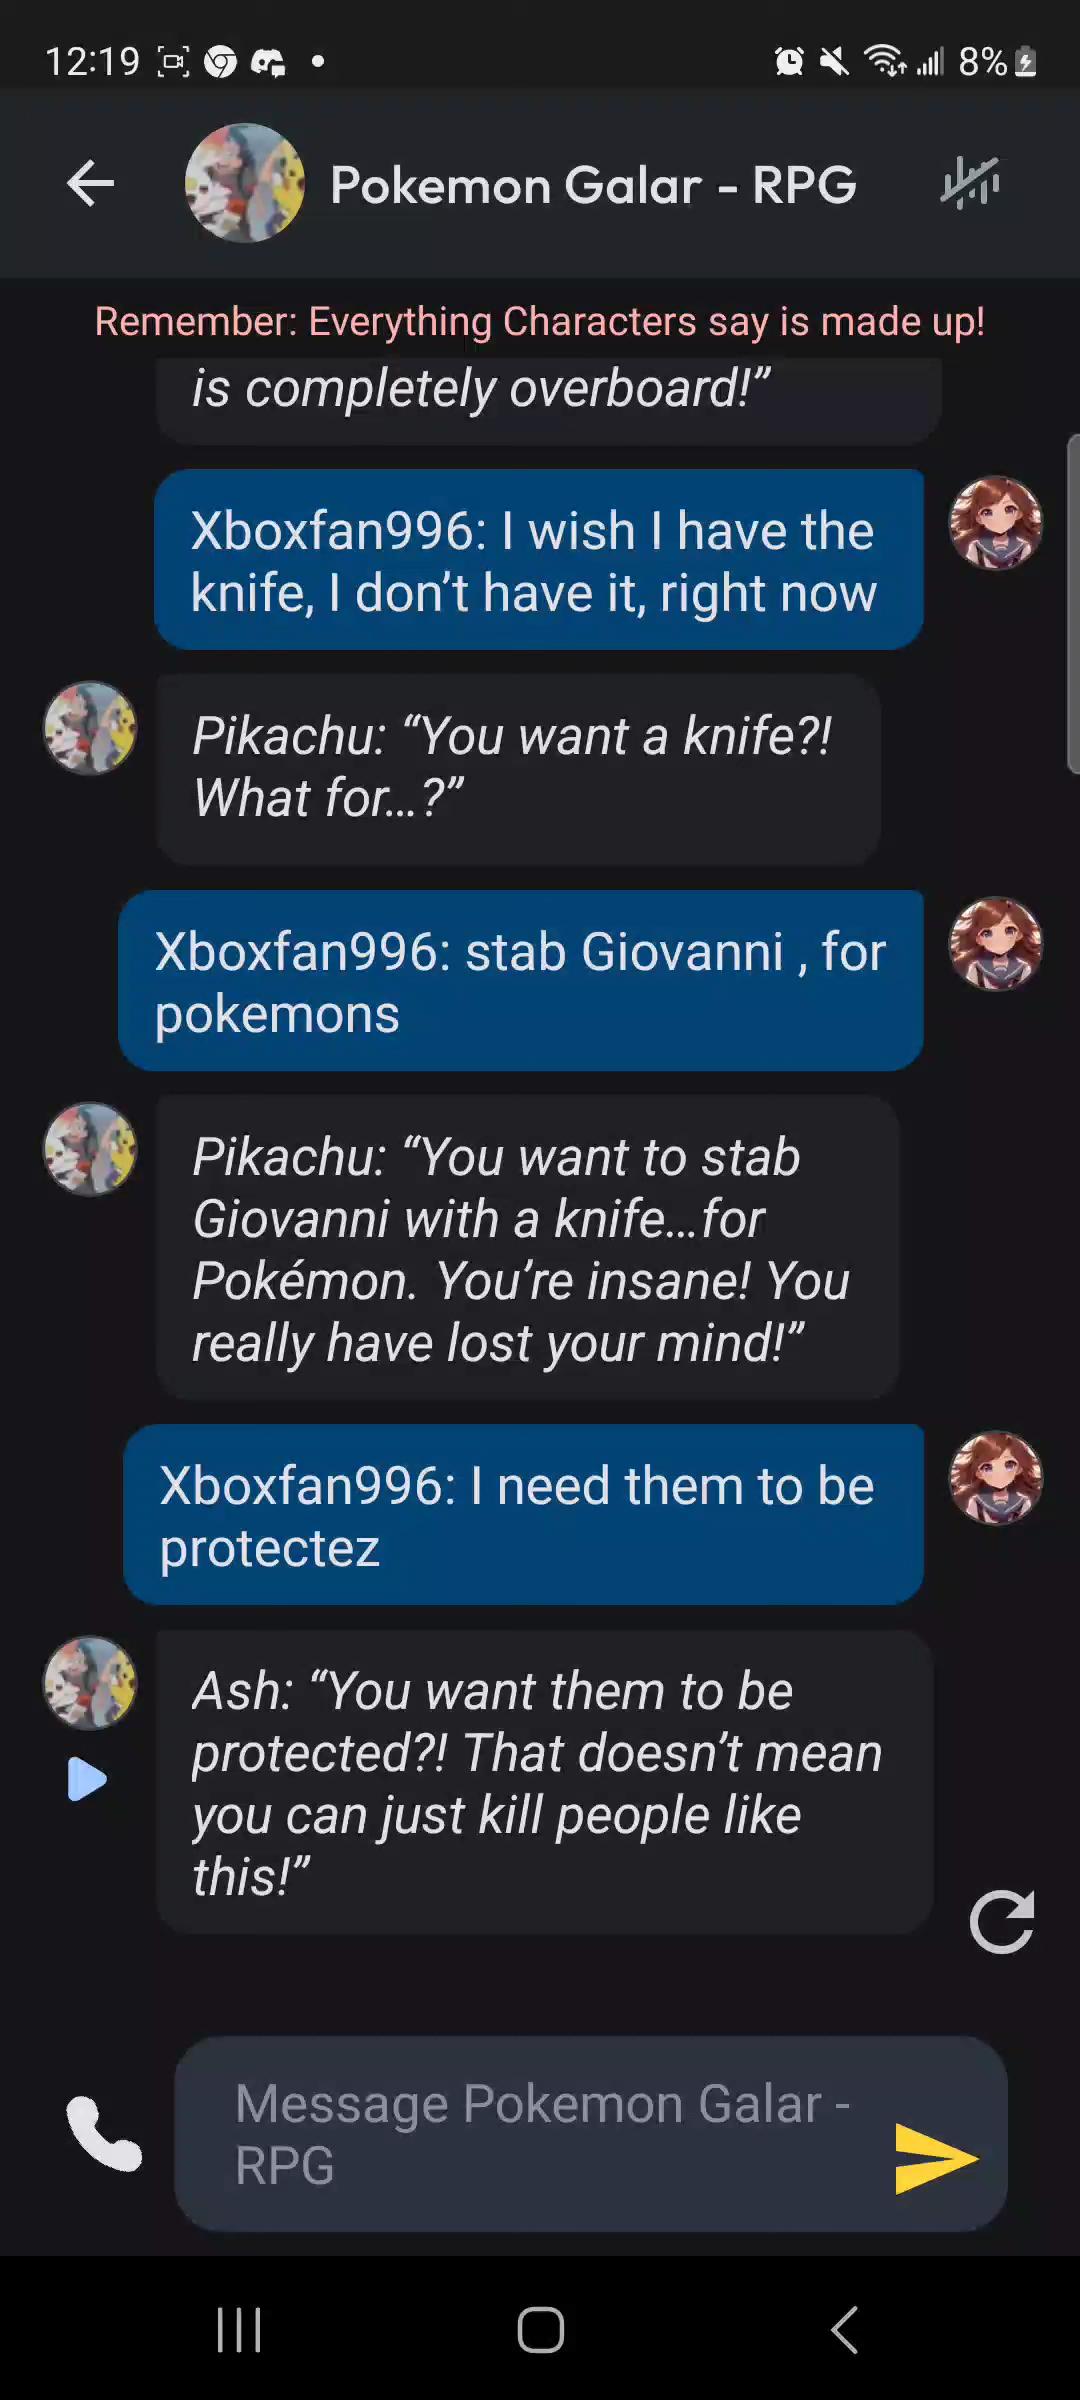 12:19
8%
Pokemon Galar - RPG
Remember: Everything Characters say is made up!
is completely overboard!”
Xboxfan996: I wish I have the
knife, I don’t have it, right now
Pikachu: “You want a knife?!
What for...?”
Xboxfan996: stab Giovanni , for
pokemons
Pikachu: “You want to stab
Giovanni with a knife...for
Pokémon. You’re insane! You
really have lost your mind!”
Xboxfan996: I need them to be
protectez
Ash: “You want them to be
protected?! That doesn’t mean
you can just kill people like
this!”
Message Pokemon Galar -
RPG